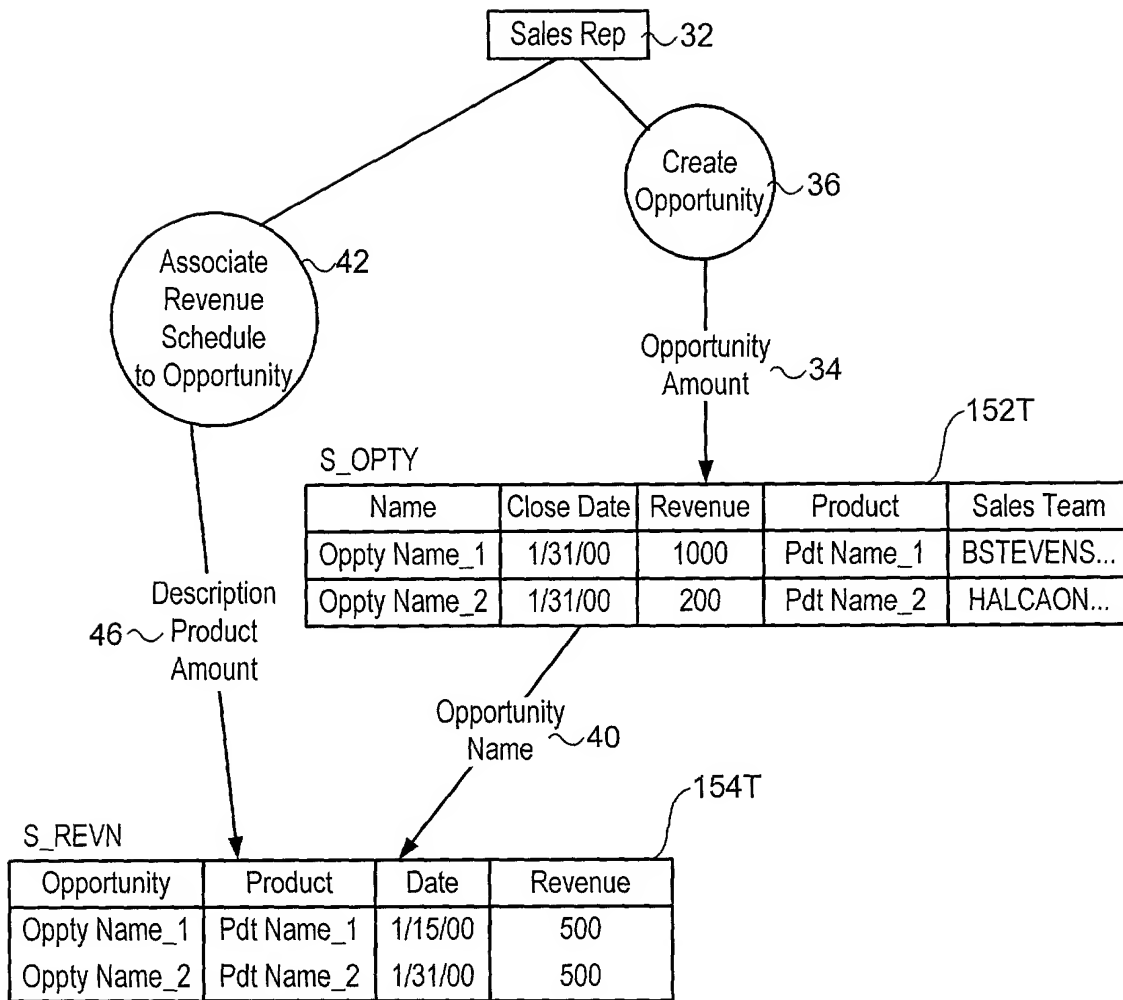 Sales Rep 32
Create
Opportunity 36
Associate
Revenue
Schedule
to Opportunity
42
Opportunity
Amount
34
152T
S_OPTY
Name Close Date Revenue Product Sales Team
Oppty Name_1 1/31/00 1000 Pdt Name_1 BSTEVENS...
Oppty Name_2 1/31/00 200 Pdt Name_2 HALCAON...
Description
Product
Amount
46
Opportunity
Name
40
154T
S_REVN
Opportunity Product Date Revenue
Oppty Name_1 Pdt Name_1 1/15/00 500
Oppty Name_2 Pdt Name_2 1/31/00 500